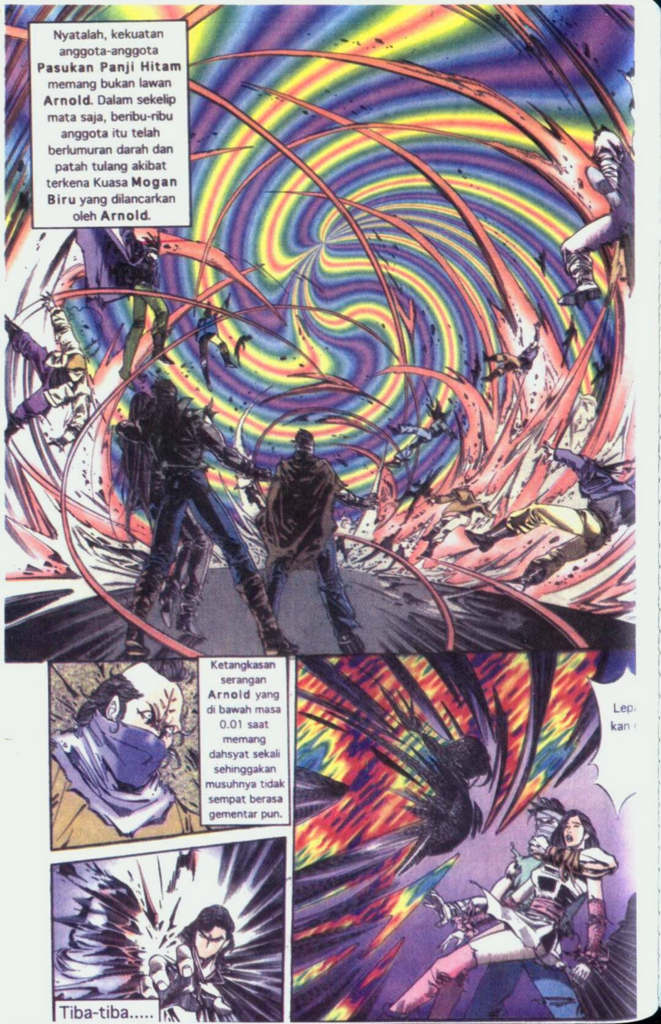 Nyatalah, kekuatan
anggota-anggota
Pasukan Panji Hitam
memang bukan lawan
Arnold. Dalam sekelip
mata saja, beribu-ribu
anggota itu telah
berlumuran darah dan
patah tulang akibat
terkena Kuasa Mogan
Biru yang dilancarkan
oleh Arnold.
Ketangkasan
serangan
Arnold yang
di bawah masa
0.01 saat
memang
dahsyat sekali
sehinggakan
musuhnya tidak
sempat berasa
gementar pun.
kan
Tiba-tiba.....